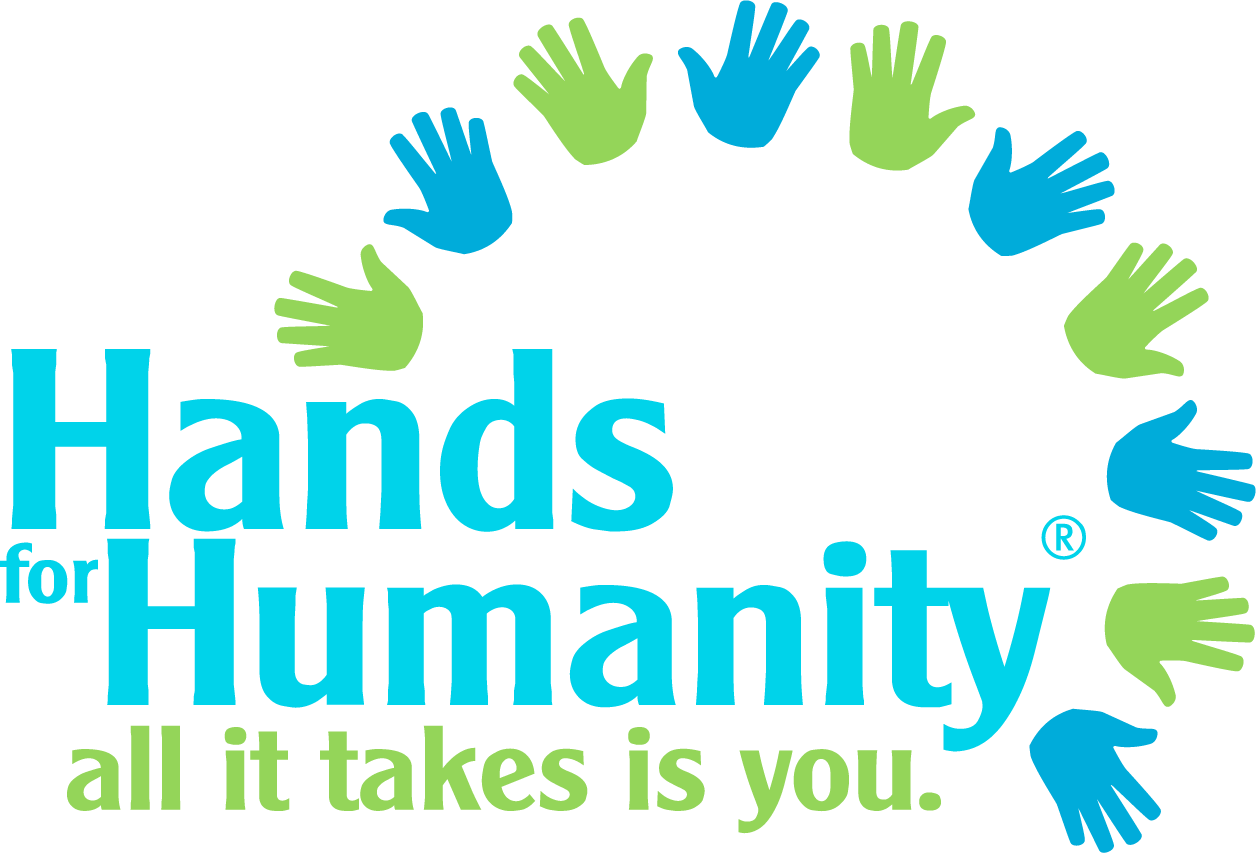 Hands
for Humanity®
all it takes is you.